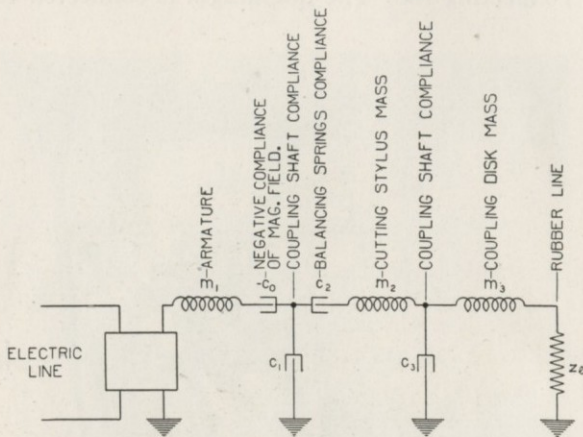 m-ARMATURE
NEGATIVE COMPLIANCE
OF MAG. FIELD.
COUPLING SHAFT COMPLIANCE
BALANCING SPRINGS COMPLIANCE
m-CUTTING STYLUS MASS
COUPLING SHAFT COMPLIANCE
m-COUPLING DISK MASS
RUBBER LINE
m₁
-c₀
c₂
m₂
m₃
ELECTRIC
LINE
c₁
c₃